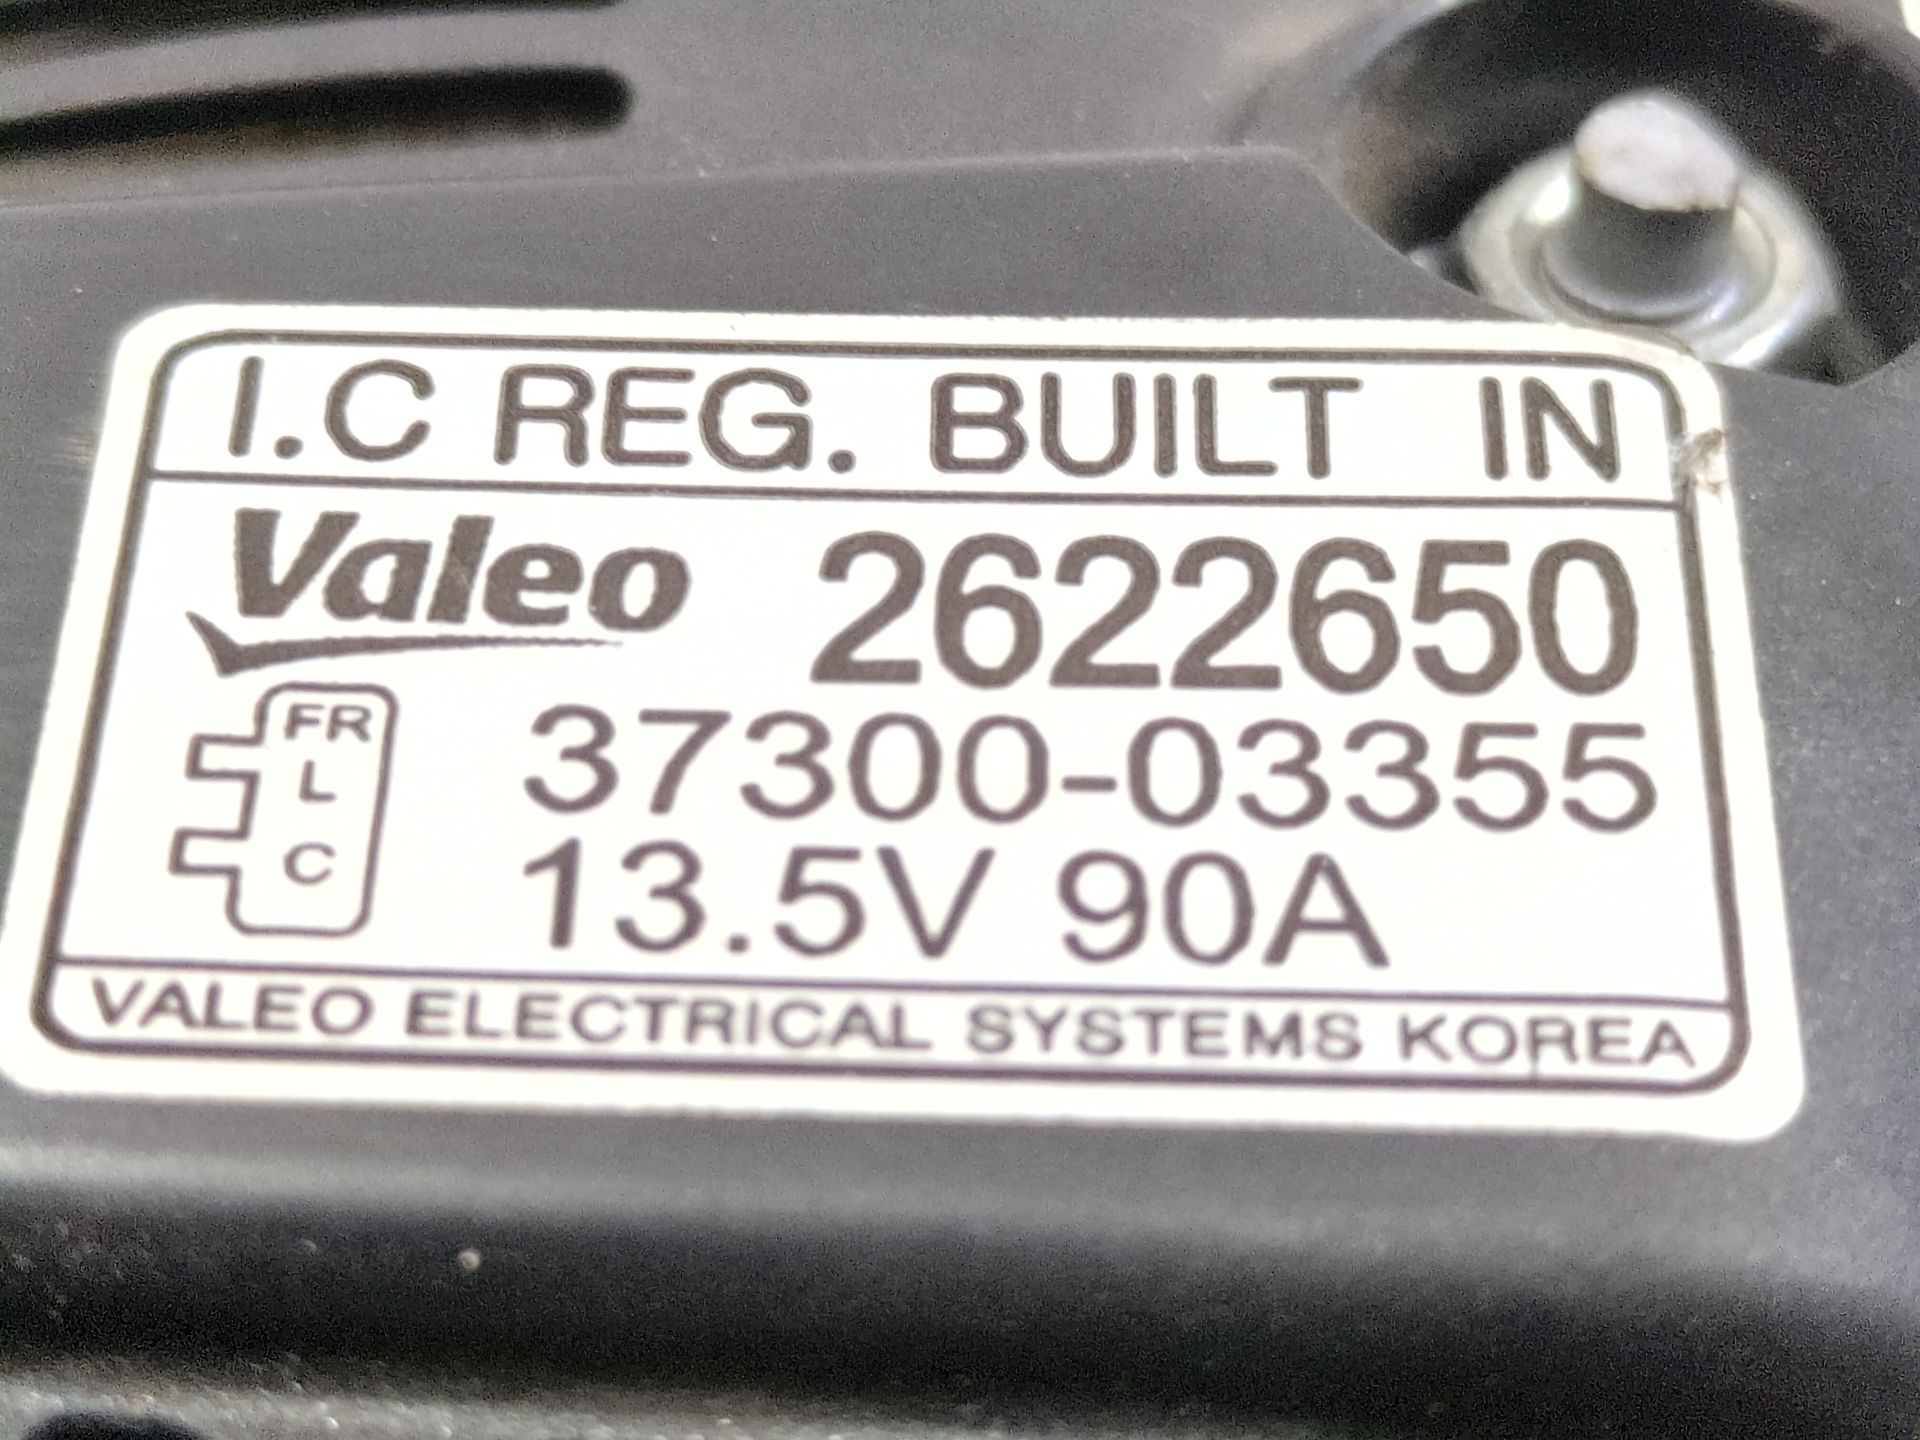 I.C REG. BUILT IN
Valeo 2622650
FR
L
C
37300-03355
13.5V 90A
VALEO ELECTRICAL SYSTEMS KOREA